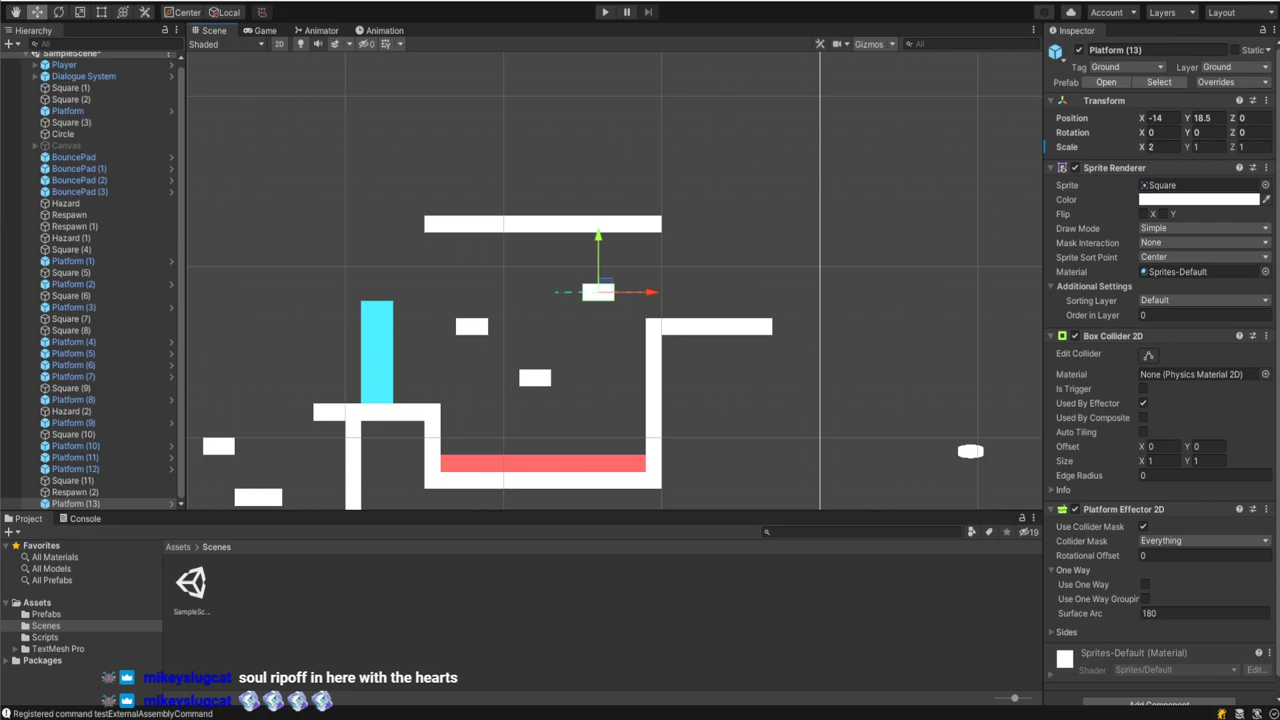 Center Local Account Layers Layout
Hierarchy Scene Game Animator Animation Inspector
All Shaded 2D 0 Gizmos All
SampleScene*
Player
Dialogue System
Square (1)
Square (2)
Platform
Square (3)
Circle
Canvas
BouncePad
BouncePad (1)
BouncePad (2)
BouncePad (3)
Hazard
Respawn
Respawn (1)
Hazard (1)
Square (4)
Platform (1)
Square (5)
Platform (2)
Square (6)
Platform (3)
Square (7)
Square (8)
Platform (4)
Platform (5)
Platform (6)
Platform (7)
Square (9)
Platform (8)
Hazard (2)
Platform (9)
Square (10)
Platform (10)
Platform (11)
Platform (12)
Square (11)
Respawn (2)
Platform (13)
Platform (13) Static
Tag Ground Layer Ground
Prefab Open Select Overrides
Transform
Position X -14 Y 18.5 Z 0
Rotation X 0 Y 0 Z 0
Scale X 2 Y 1 Z 1
Sprite Renderer
Sprite Square
Color
Flip X Y
Draw Mode Simple
Mask Interaction None
Sprite Sort Point Center
Material Sprites-Default
Additional Settings
Sorting Layer Default
Order in Layer 0
Box Collider 2D
Edit Collider
Material None (Physics Material 2D)
Is Trigger
Used By Effector
Used By Composite
Auto Tiling
Offset X 0 Y 0
Size X 1 Y 1
Edge Radius 0
Info
Platform Effector 2D
Use Collider Mask
Collider Mask Everything
Rotational Offset 0
One Way
Use One Way
Use One Way Groupin
Surface Arc 180
Sides
Sprites-Default (Material)
Shader Sprites/Default Edit...
Add Component
Project Console
19
Favorites
All Materials
All Models
All Prefabs
Assets
Prefabs
Scenes
Scripts
TextMesh Pro
Packages
Assets > Scenes
SampleSc...
mikeyslugcat soul ripoff in here with the hearts
mikeyslugcat
Registered command testExternalAssemblyCommand